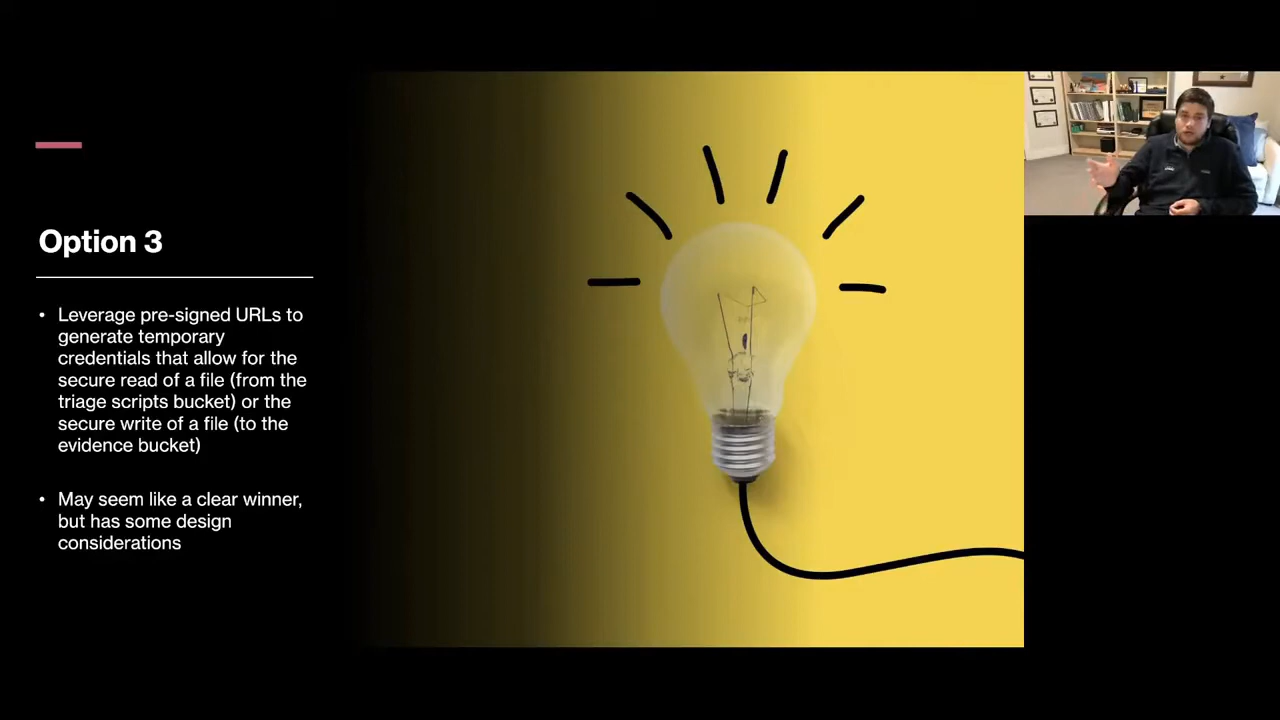 Option 3
• Leverage pre-signed URLs to
generate temporary
credentials that allow for the
secure read of a file (from the
triage scripts bucket) or the
secure write of a file (to the
evidence bucket)
• May seem like a clear winner,
but has some design
considerations